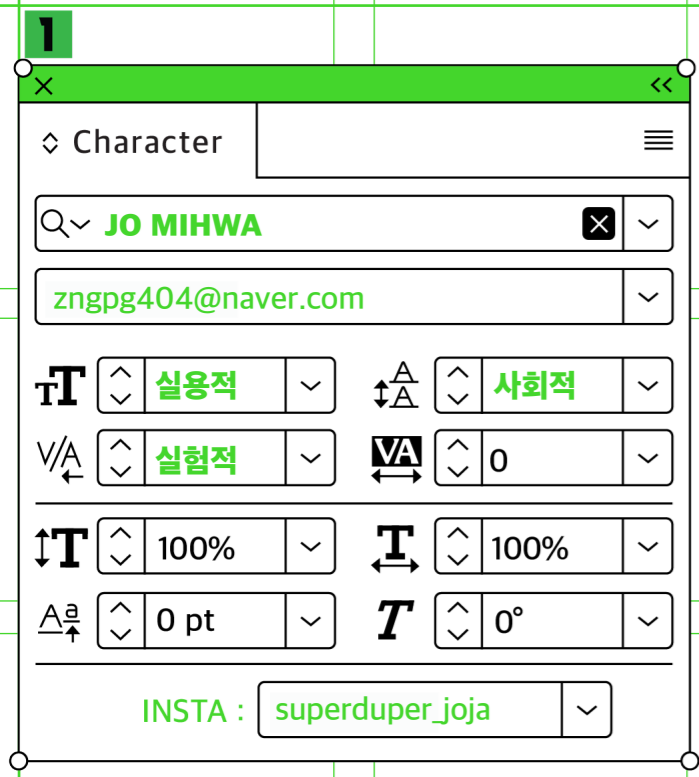 1
Character
JO MIHWA
zngpg404@naver.com
실용적 사회적
실험적 0
100% 100%
0 pt 0°
INSTA : superduper_joja